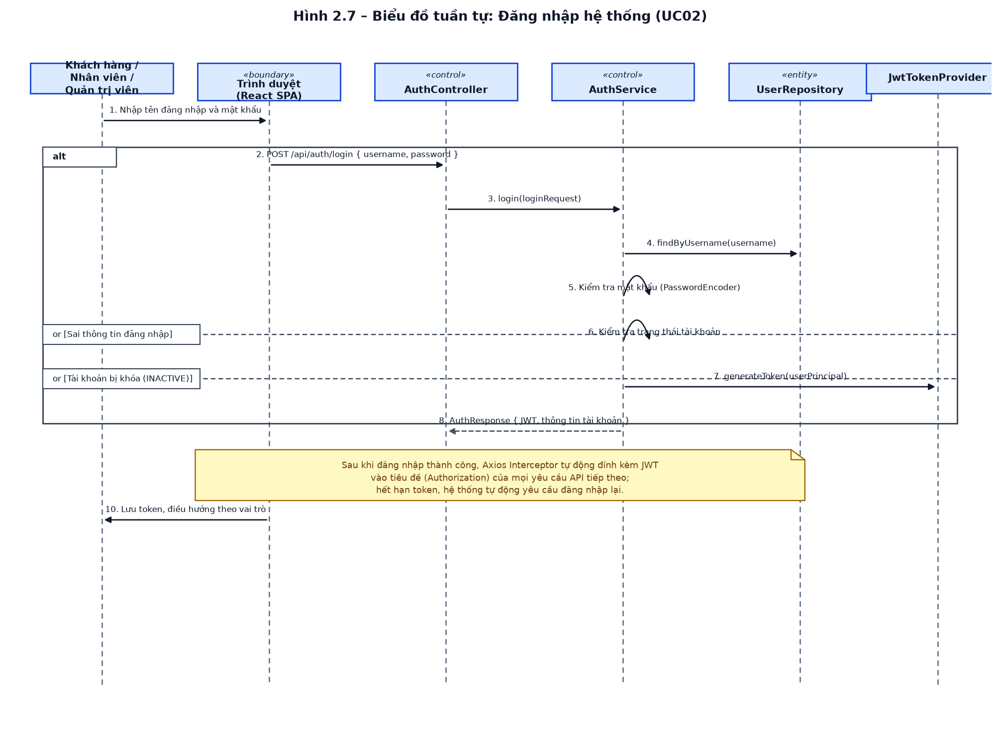 Hình 2.7 – Biểu đồ tuần tự: Đăng nhập hệ thống (UC02)
Khách hàng /
Nhân viên /
Quản trị viên
«boundary»
Trình duyệt
(React SPA)
«control»
AuthController
«control»
AuthService
«entity»
UserRepository
JwtTokenProvider
1. Nhập tên đăng nhập và mật khẩu
alt
2. POST /api/auth/login { username, password }
3. login(loginRequest)
4. findByUsername(username)
5. Kiểm tra mật khẩu (PasswordEncoder)
or [Sai thông tin đăng nhập]
6. Kiểm tra trạng thái tài khoản
or [Tài khoản bị khóa (INACTIVE)]
7. generateToken(userPrincipal)
8. AuthResponse { JWT, thông tin tài khoản }
Sau khi đăng nhập thành công, Axios Interceptor tự động đính kèm JWT
vào tiêu đề (Authorization) của mọi yêu cầu API tiếp theo;
hết hạn token, hệ thống tự động yêu cầu đăng nhập lại.
10. Lưu token, điều hướng theo vai trò